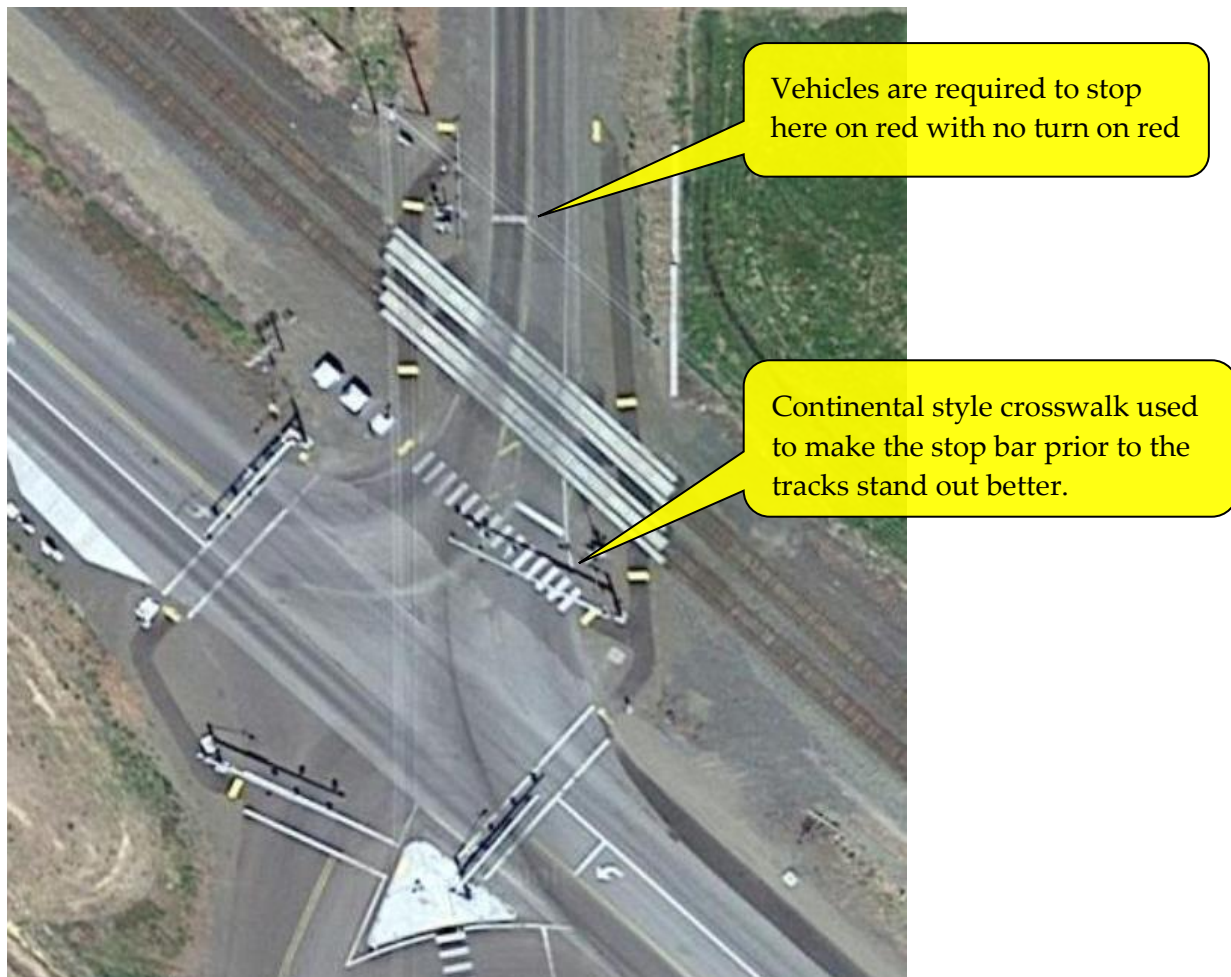 Vehicles are required to stop
here on red with no turn on red
Continental style crosswalk used
to make the stop bar prior to the
tracks stand out better.